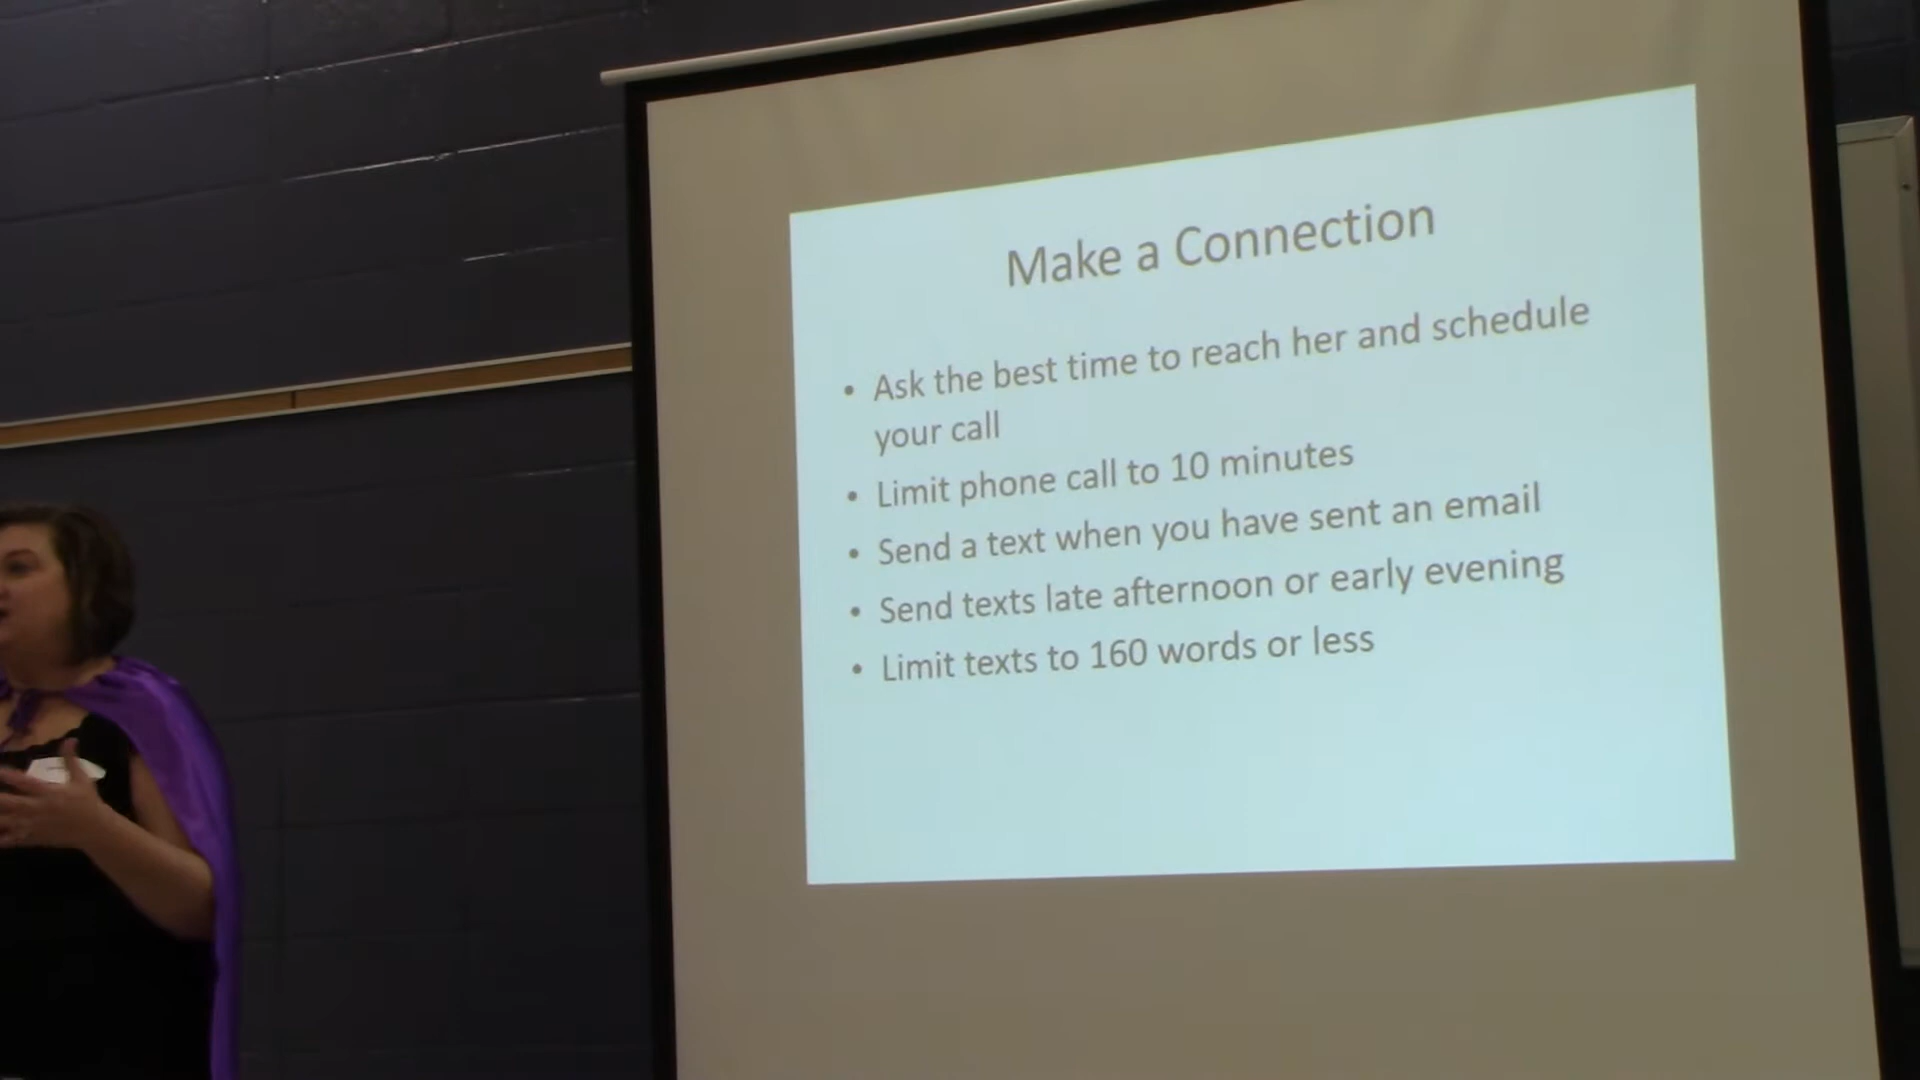 Make a Connection
• Ask the best time to reach her and schedule
your call
• Limit phone call to 10 minutes
• Send a text when you have sent an email
• Send texts late afternoon or early evening
• Limit texts to 160 words or less